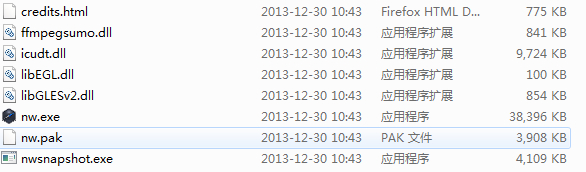 credits.html 2013-12-30 10:43 Firefox HTML D... 775 KB
ffmpegsumo.dll 2013-12-30 10:43 应用程序扩展 841 KB
icudt.dll 2013-12-30 10:43 应用程序扩展 9,724 KB
libEGL.dll 2013-12-30 10:43 应用程序扩展 100 KB
libGLESv2.dll 2013-12-30 10:43 应用程序扩展 854 KB
nw.exe 2013-12-30 10:43 应用程序 38,396 KB
nw.pak 2013-12-30 10:43 PAK 文件 3,908 KB
nwsnapshot.exe 2013-12-30 10:43 应用程序 4,109 KB